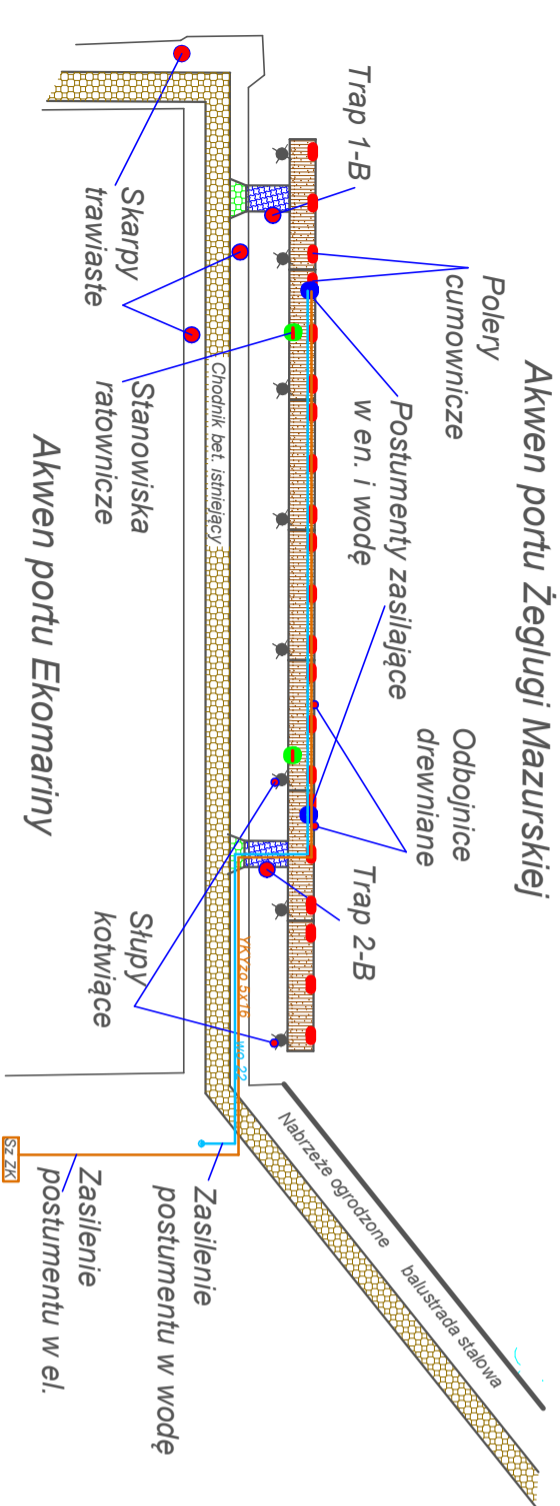 Akwen portu Żeglugi Mazurskiej
Polery
cumownicze
Trap 1-B
Postumenty zasilające
w en. i wodę
Odbojnice
drewniane
Trap 2-B
Skarpy
trawiaste
Stanowiska
ratownicze
Chodnik bet. istniejący
Akwen portu Ekomariny
Słupy
kotwiące
YKYżo 5x16
wo 22
Nabrzeże ogrodzone
balustrada stalowa
Zasilenie
postumentu w wodę
Zasilenie
postumentu w el.
Sz ZK